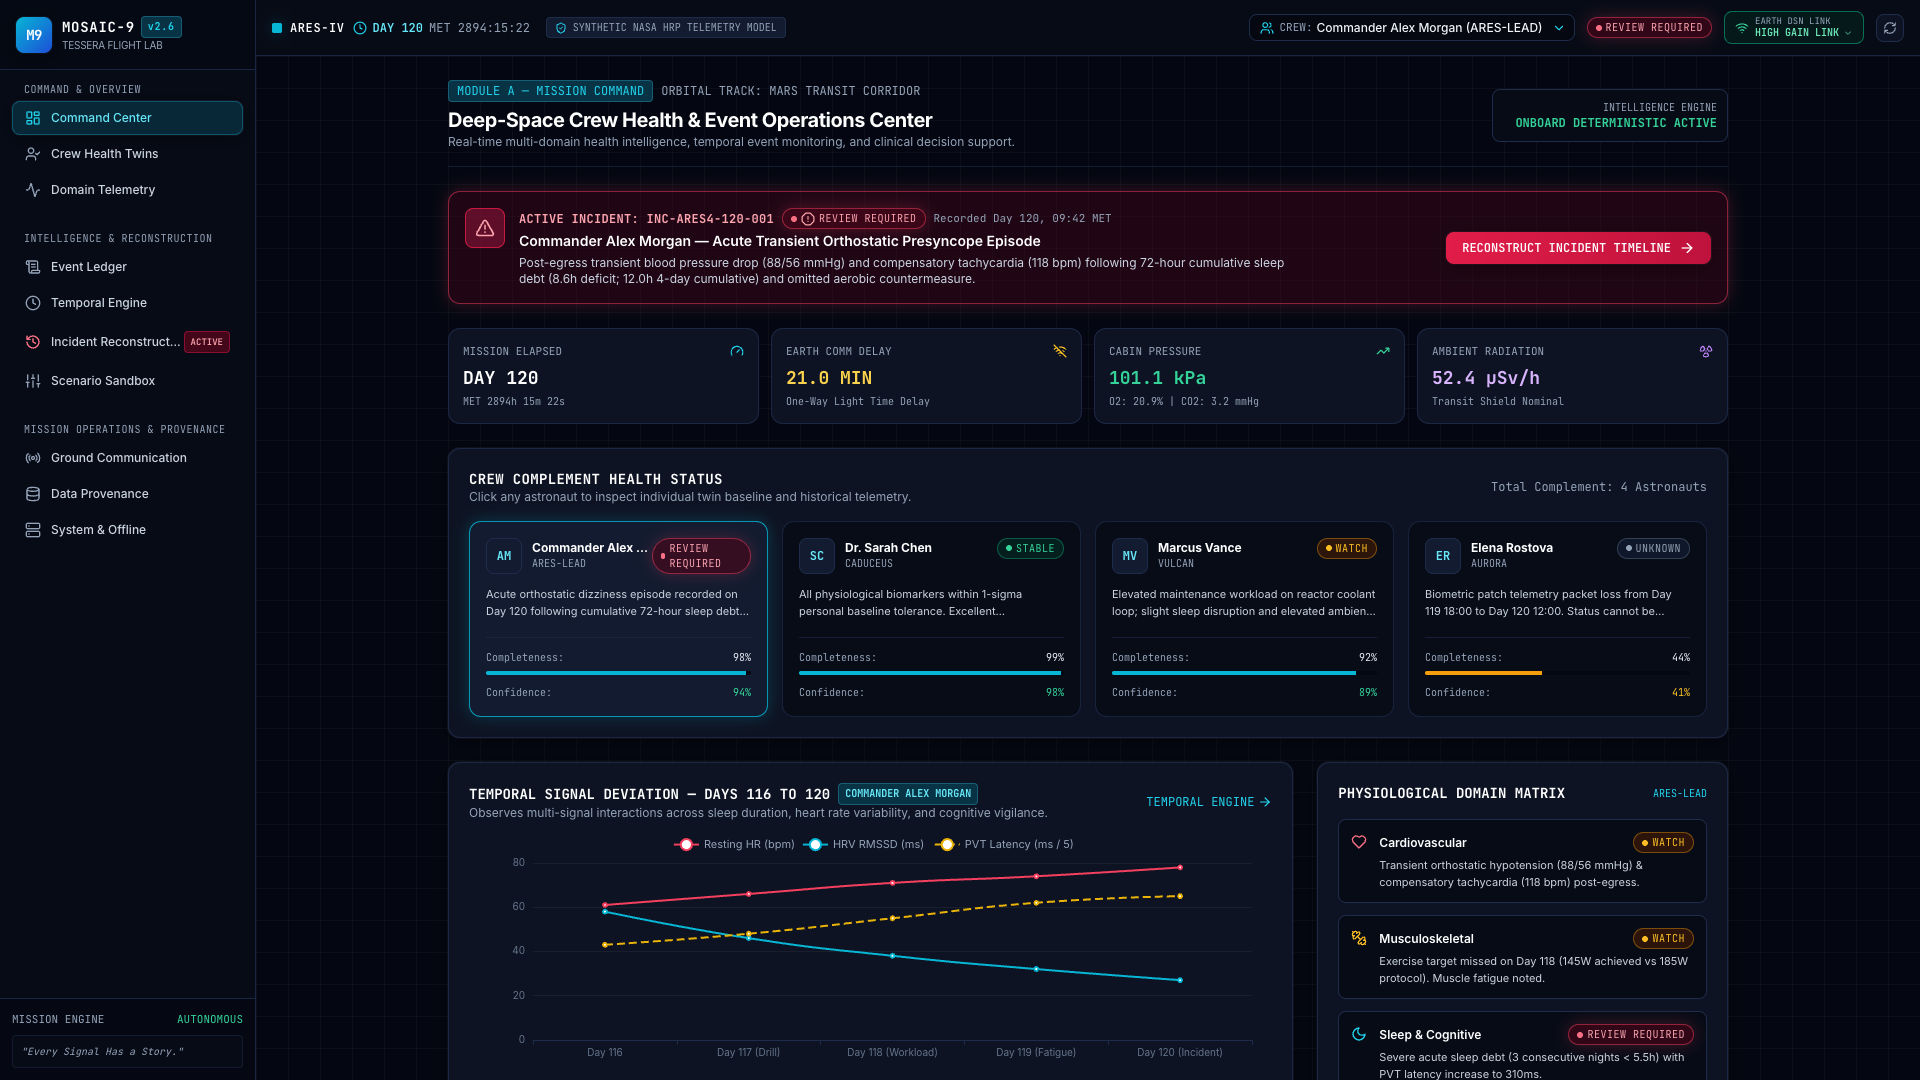 M9
MOSAIC-9 v2.6
TESSERA FLIGHT LAB
ARES-IV DAY 120 MET 2894:15:22 SYNTHETIC NASA HRP TELEMETRY MODEL
CREW: Commander Alex Morgan (ARES-LEAD)
REVIEW REQUIRED
EARTH DSN LINK
HIGH GAIN LINK
COMMAND & OVERVIEW
Command Center
Crew Health Twins
Domain Telemetry
INTELLIGENCE & RECONSTRUCTION
Event Ledger
Temporal Engine
Incident Reconstruct... ACTIVE
Scenario Sandbox
MISSION OPERATIONS & PROVENANCE
Ground Communication
Data Provenance
System & Offline
MISSION ENGINE AUTONOMOUS
"Every Signal Has a Story."
MODULE A — MISSION COMMAND ORBITAL TRACK: MARS TRANSIT CORRIDOR
Deep-Space Crew Health & Event Operations Center
Real-time multi-domain health intelligence, temporal event monitoring, and clinical decision support.
INTELLIGENCE ENGINE
ONBOARD DETERMINISTIC ACTIVE
ACTIVE INCIDENT: INC-ARES4-120-001 REVIEW REQUIRED Recorded Day 120, 09:42 MET
Commander Alex Morgan — Acute Transient Orthostatic Presyncope Episode
Post-egress transient blood pressure drop (88/56 mmHg) and compensatory tachycardia (118 bpm) following 72-hour cumulative sleep
debt (8.6h deficit; 12.0h 4-day cumulative) and omitted aerobic countermeasure.
RECONSTRUCT INCIDENT TIMELINE
MISSION ELAPSED
DAY 120
MET 2894h 15m 22s
EARTH COMM DELAY
21.0 MIN
One-Way Light Time Delay
CABIN PRESSURE
101.1 kPa
O2: 20.9% | CO2: 3.2 mmHg
AMBIENT RADIATION
52.4 µSv/h
Transit Shield Nominal
CREW COMPLEMENT HEALTH STATUS
Click any astronaut to inspect individual twin baseline and historical telemetry.
Total Complement: 4 Astronauts
AM
Commander Alex ...
ARES-LEAD
REVIEW
REQUIRED
Acute orthostatic dizziness episode recorded on
Day 120 following cumulative 72-hour sleep debt...
Completeness: 98%
Confidence: 94%
SC
Dr. Sarah Chen
CADUCEUS
STABLE
All physiological biomarkers within 1-sigma
personal baseline tolerance. Excellent...
Completeness: 99%
Confidence: 98%
MV
Marcus Vance
VULCAN
WATCH
Elevated maintenance workload on reactor coolant
loop; slight sleep disruption and elevated ambien...
Completeness: 92%
Confidence: 89%
ER
Elena Rostova
AURORA
UNKNOWN
Biometric patch telemetry packet loss from Day
119 18:00 to Day 120 12:00. Status cannot be...
Completeness: 44%
Confidence: 41%
TEMPORAL SIGNAL DEVIATION — DAYS 116 TO 120 COMMANDER ALEX MORGAN
Observes multi-signal interactions across sleep duration, heart rate variability, and cognitive vigilance.
TEMPORAL ENGINE
Resting HR (bpm) HRV RMSSD (ms) PVT Latency (ms / 5)
80
60
40
20
0
Day 116 Day 117 (Drill) Day 118 (Workload) Day 119 (Fatigue) Day 120 (Incident)
PHYSIOLOGICAL DOMAIN MATRIX ARES-LEAD
Cardiovascular WATCH
Transient orthostatic hypotension (88/56 mmHg) &
compensatory tachycardia (118 bpm) post-egress.
Musculoskeletal WATCH
Exercise target missed on Day 118 (145W achieved vs 185W
protocol). Muscle fatigue noted.
Sleep & Cognitive REVIEW REQUIRED
Severe acute sleep debt (3 consecutive nights < 5.5h) with
PVT latency increase to 310ms.